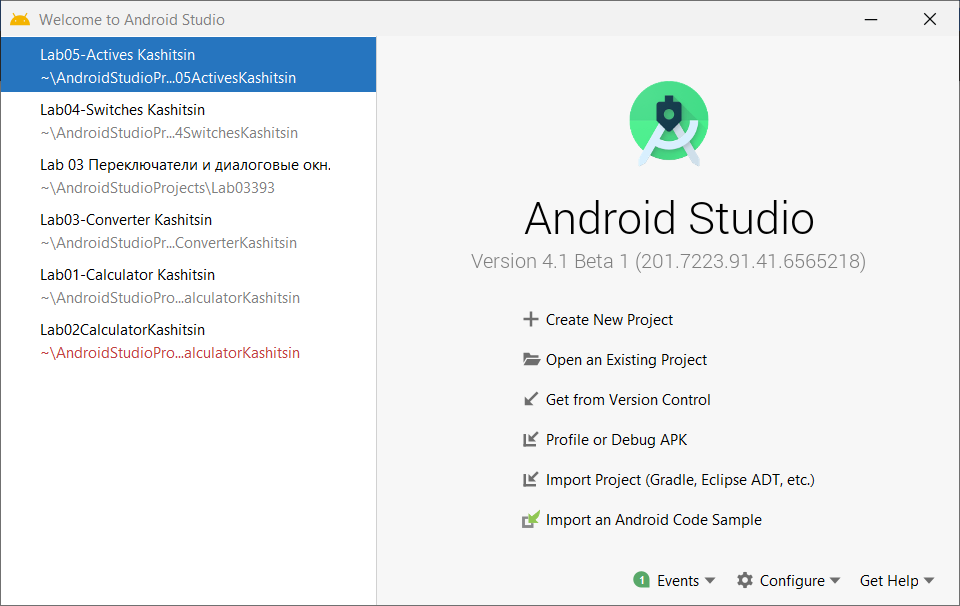 Welcome to Android Studio
Lab05-Actives Kashitsin
~\AndroidStudioPr...05ActivesKashitsin
Lab04-Switches Kashitsin
~\AndroidStudioPr...4SwitchesKashitsin
Lab 03 Переключатели и диалоговые окн.
~\AndroidStudioProjects\Lab03393
Lab03-Converter Kashitsin
~\AndroidStudioPr...ConverterKashitsin
Lab01-Calculator Kashitsin
~\AndroidStudioPro...alculatorKashitsin
Lab02CalculatorKashitsin
~\AndroidStudioPro...alculatorKashitsin
Android Studio
Version 4.1 Beta 1 (201.7223.91.41.6565218)
Create New Project
Open an Existing Project
Get from Version Control
Profile or Debug APK
Import Project (Gradle, Eclipse ADT, etc.)
Import an Android Code Sample
1 Events Configure Get Help